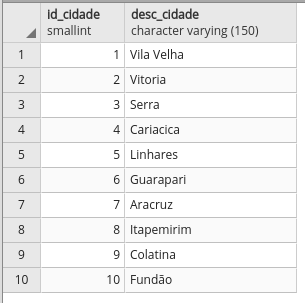 id_cidade desc_cidade
smallint character varying (150)
1 1 Vila Velha
2 2 Vitoria
3 3 Serra
4 4 Cariacica
5 5 Linhares
6 6 Guarapari
7 7 Aracruz
8 8 Itapemirim
9 9 Colatina
10 10 Fundão